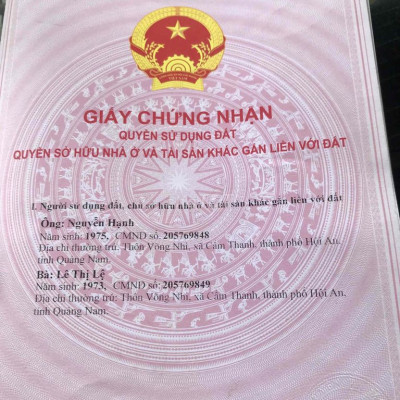 GIẤY CHỨNG NHẬN
QUYỀN SỬ DỤNG ĐẤT
QUYỀN SỞ HỮU NHÀ Ở VÀ TÀI SẢN KHÁC GẮN LIỀN VỚI ĐẤT
I. Người sử dụng đất, chủ sở hữu nhà ở và tài sản khác gắn liền với đất
Ông: Nguyễn Hạnh
Năm sinh: 1975, CMND số: 205769848
Địa chỉ thường trú: Thôn Võng Nhi, xã Cẩm Thanh, thành phố Hội An,
tỉnh Quảng Nam.
Bà: Lê Thị Lệ
Năm sinh: 1973, CMND số: 205769849
Địa chỉ thường trú: Thôn Võng Nhi, xã Cẩm Thanh, thành phố Hội An,
tỉnh Quảng Nam.